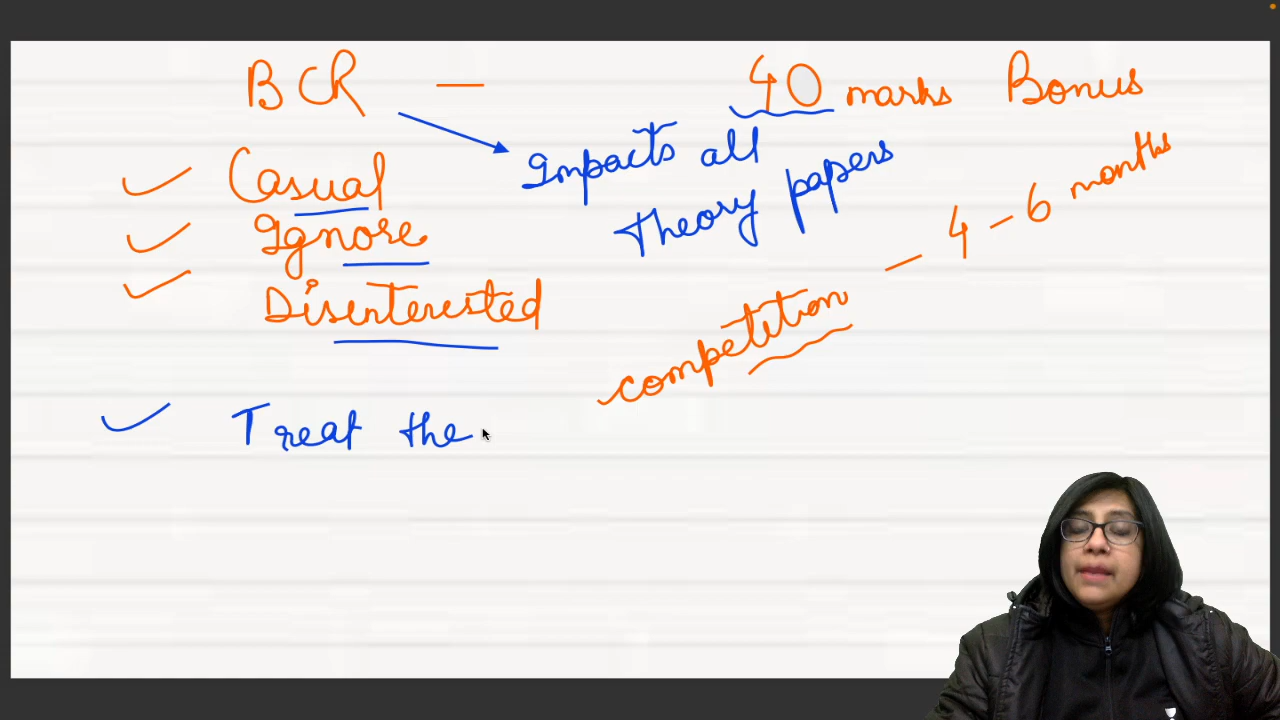 BCR — 40 marks Bonus
Impacts all
theory papers
Casual
Ignore
Disinterested
competition — 4 – 6 months
Treat the